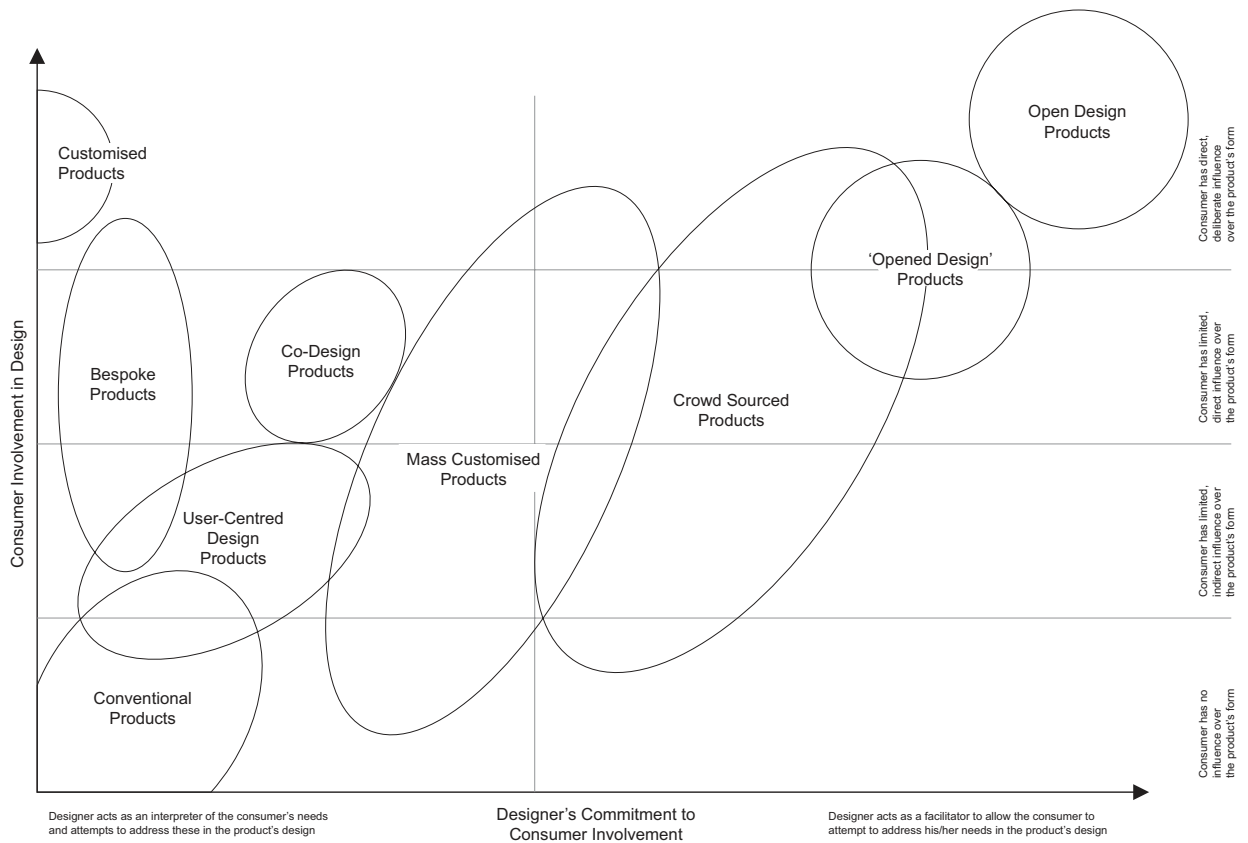 Customised
Products
Bespoke
Products
Co-Design
Products
User-Centred
Design
Products
Conventional
Products
Mass Customised
Products
Crowd Sourced
Products
‘Opened Design’
Products
Open Design
Products
Consumer Involvement in Design
Consumer has direct,
deliberate influence
over the product's form
Consumer has limited,
direct influence over
the product's form
Consumer has limited,
indirect influence over
the product's form
Consumer has no
influence over
the product's form
Designer acts as an interpreter of the consumer's needs
and attempts to address these in the product's design
Designer’s Commitment to
Consumer Involvement
Designer acts as a facilitator to allow the consumer to
attempt to address his/her needs in the product's design